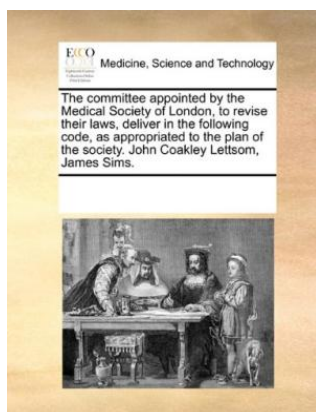 ECCO
Medicine, Science and Technology
The committee appointed by the
Medical Society of London, to revise
their laws, deliver in the following
code, as appropriated to the plan of
the society. John Coakley Lettsom,
James Sims.